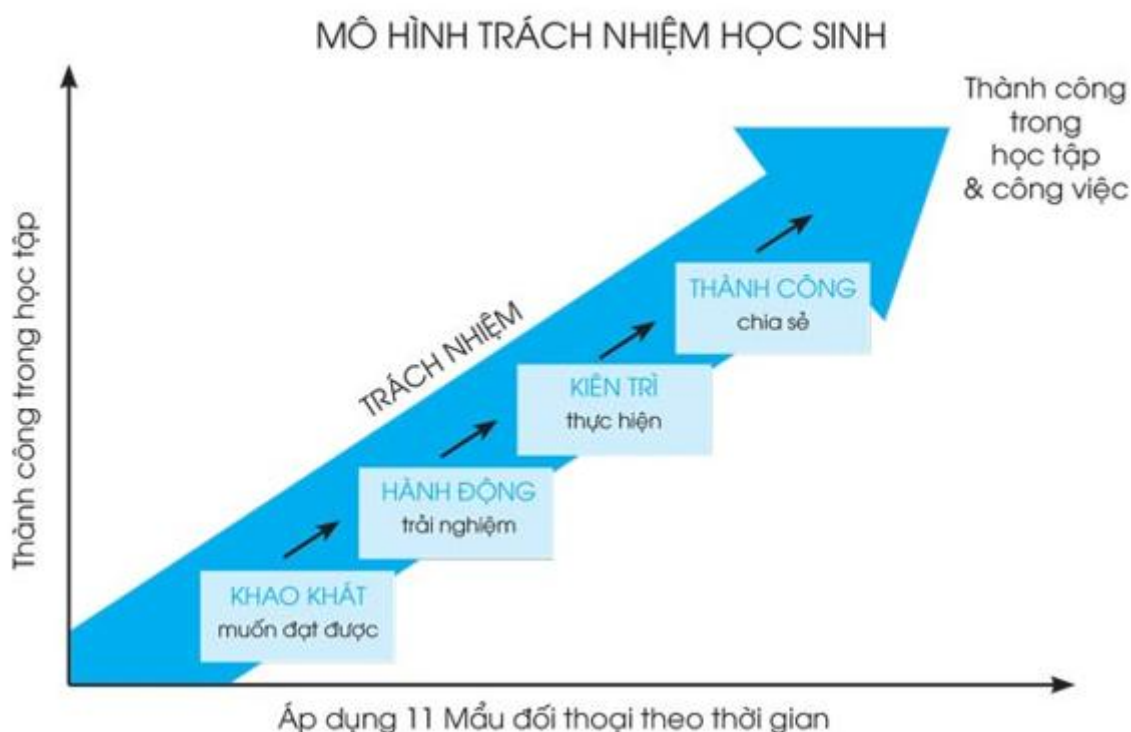 MÔ HÌNH TRÁCH NHIỆM HỌC SINH
Thành công
trong
học tập
& công việc
Thành công trong học tập
TRÁCH NHIỆM
THÀNH CÔNG
chia sẻ
KIÊN TRÌ
thực hiện
HÀNH ĐỘNG
trải nghiệm
KHAO KHÁT
muốn đạt được
Áp dụng 11 Mẩu đối thoại theo thời gian